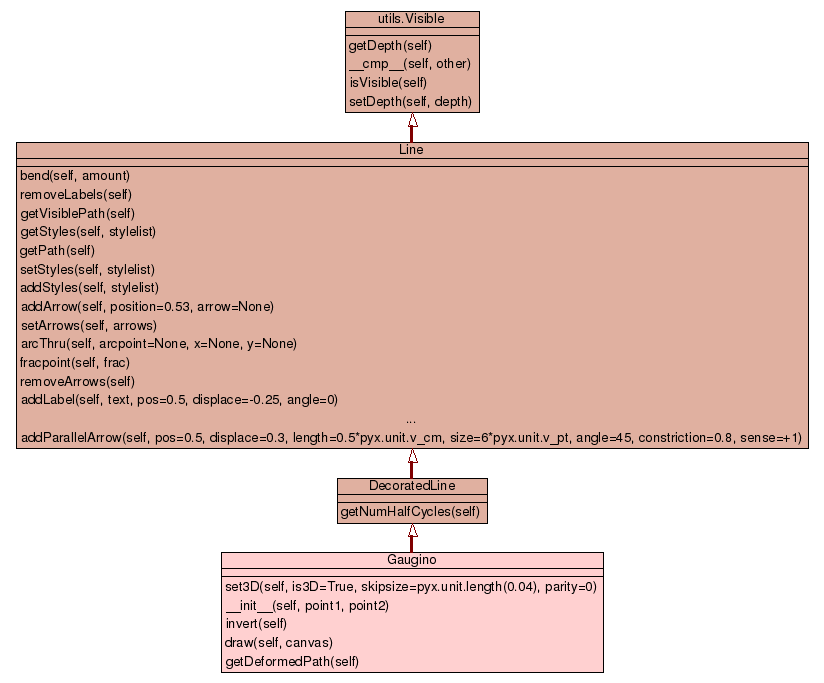 utils.Visible
getDepth(self)
__cmp__(self, other)
isVisible(self)
setDepth(self, depth)
Line
bend(self, amount)
removeLabels(self)
getVisiblePath(self)
getStyles(self, stylelist)
getPath(self)
setStyles(self, stylelist)
addStyles(self, stylelist)
addArrow(self, position=0.53, arrow=None)
setArrows(self, arrows)
arcThru(self, arcpoint=None, x=None, y=None)
fracpoint(self, frac)
removeArrows(self)
addLabel(self, text, pos=0.5, displace=-0.25, angle=0)
...
addParallelArrow(self, pos=0.5, displace=0.3, length=0.5*pyx.unit.v_cm, size=6*pyx.unit.v_pt, angle=45, constriction=0.8, sense=+1)
DecoratedLine
getNumHalfCycles(self)
Gaugino
set3D(self, is3D=True, skipsize=pyx.unit.length(0.04), parity=0)
__init__(self, point1, point2)
invert(self)
draw(self, canvas)
getDeformedPath(self)